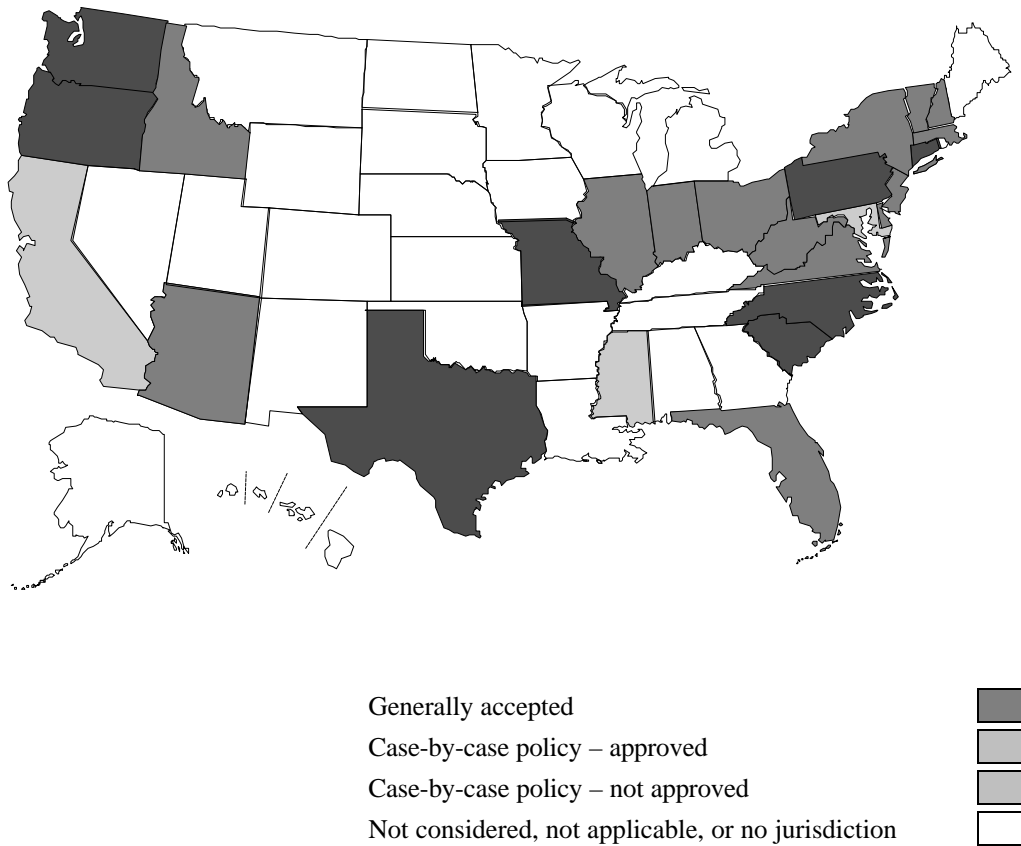 Generally accepted
Case-by-case policy – approved
Case-by-case policy – not approved
Not considered, not applicable, or no jurisdiction